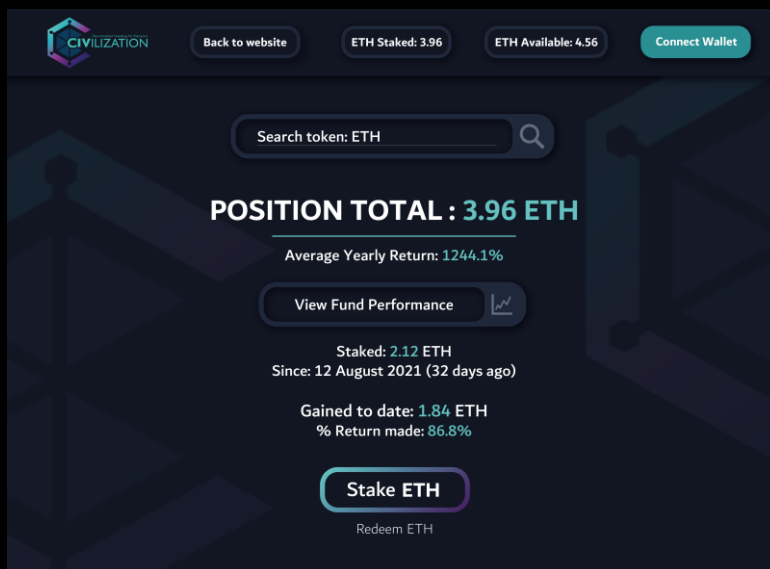 CIVILIZATION
Back to website
ETH Staked: 3.96
ETH Available: 4.56
Connect Wallet
Search token: ETH
POSITION TOTAL : 3.96 ETH
Average Yearly Return: 1244.1%
View Fund Performance
Staked: 2.12 ETH
Since: 12 August 2021 (32 days ago)
Gained to date: 1.84 ETH
% Return made: 86.8%
Stake ETH
Redeem ETH